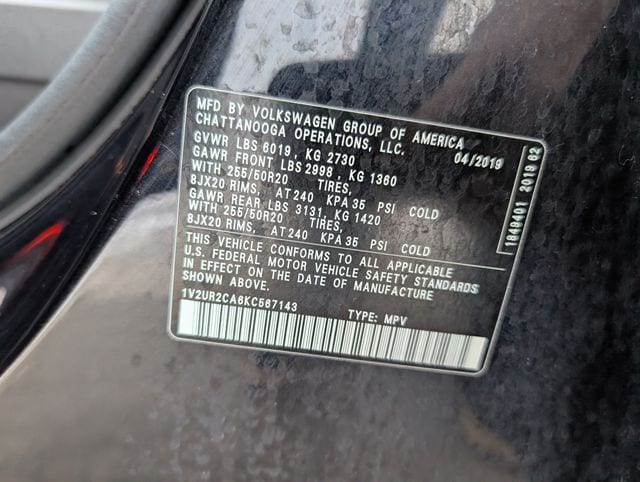 MFD BY VOLKSWAGEN GROUP OF AMERICA
CHATTANOOGA OPERATIONS, LLC.
GVWR LBS 6019, KG 2730 04/2019
GAWR FRONT LBS 2998, KG 1360
WITH 255/50R20 TIRES,
8JX20 RIMS, AT 240 KPA 35 PSI COLD
GAWR REAR LBS 3131, KG 1420
WITH 255/50R20 TIRES,
8JX20 RIMS, AT 240 KPA 35 PSI COLD
THIS VEHICLE CONFORMS TO ALL APPLICABLE
U.S. FEDERAL MOTOR VEHICLE SAFETY STANDARDS
IN EFFECT ON THE DATE OF MANUFACTURE
SHOWN ABOVE.
1V2UR2CA6KC567143 TYPE: MPV
1849401 2019 62